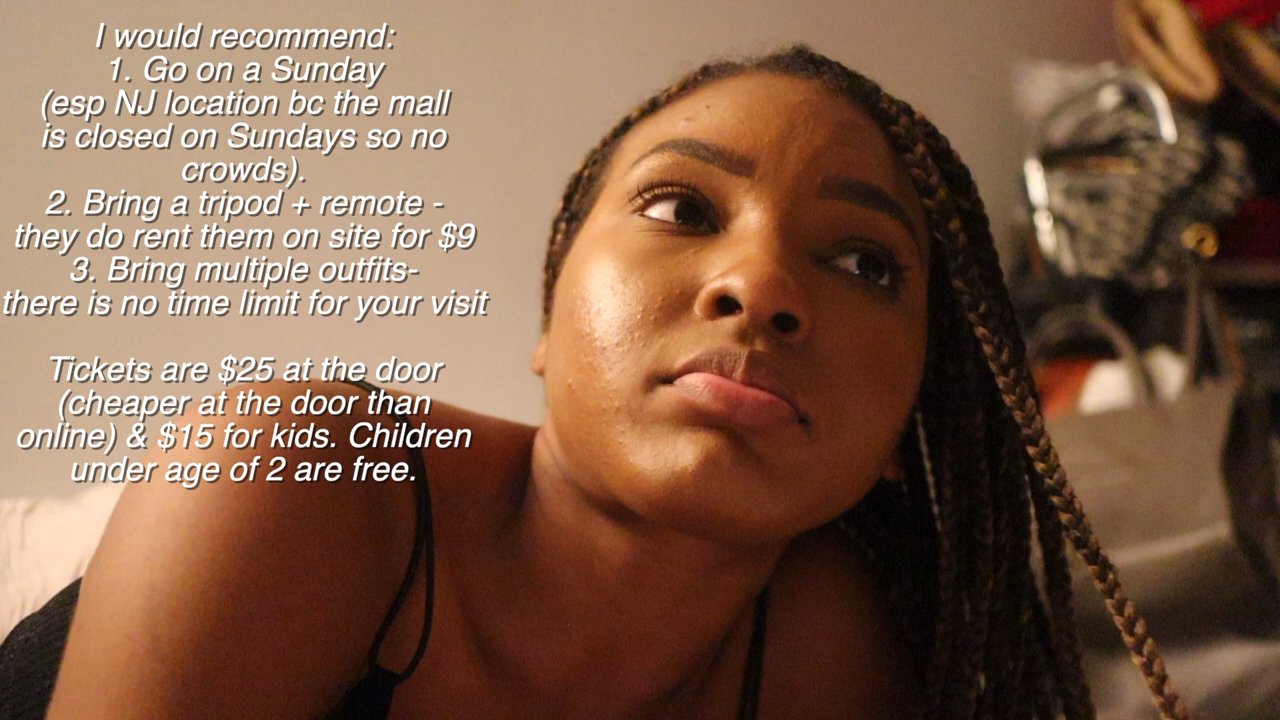 I would recommend:
1. Go on a Sunday
(esp NJ location bc the mall
is closed on Sundays so no
crowds).
2. Bring a tripod + remote -
they do rent them on site for $9
3. Bring multiple outfits-
there is no time limit for your visit
Tickets are $25 at the door
(cheaper at the door than
online) & $15 for kids. Children
under age of 2 are free.